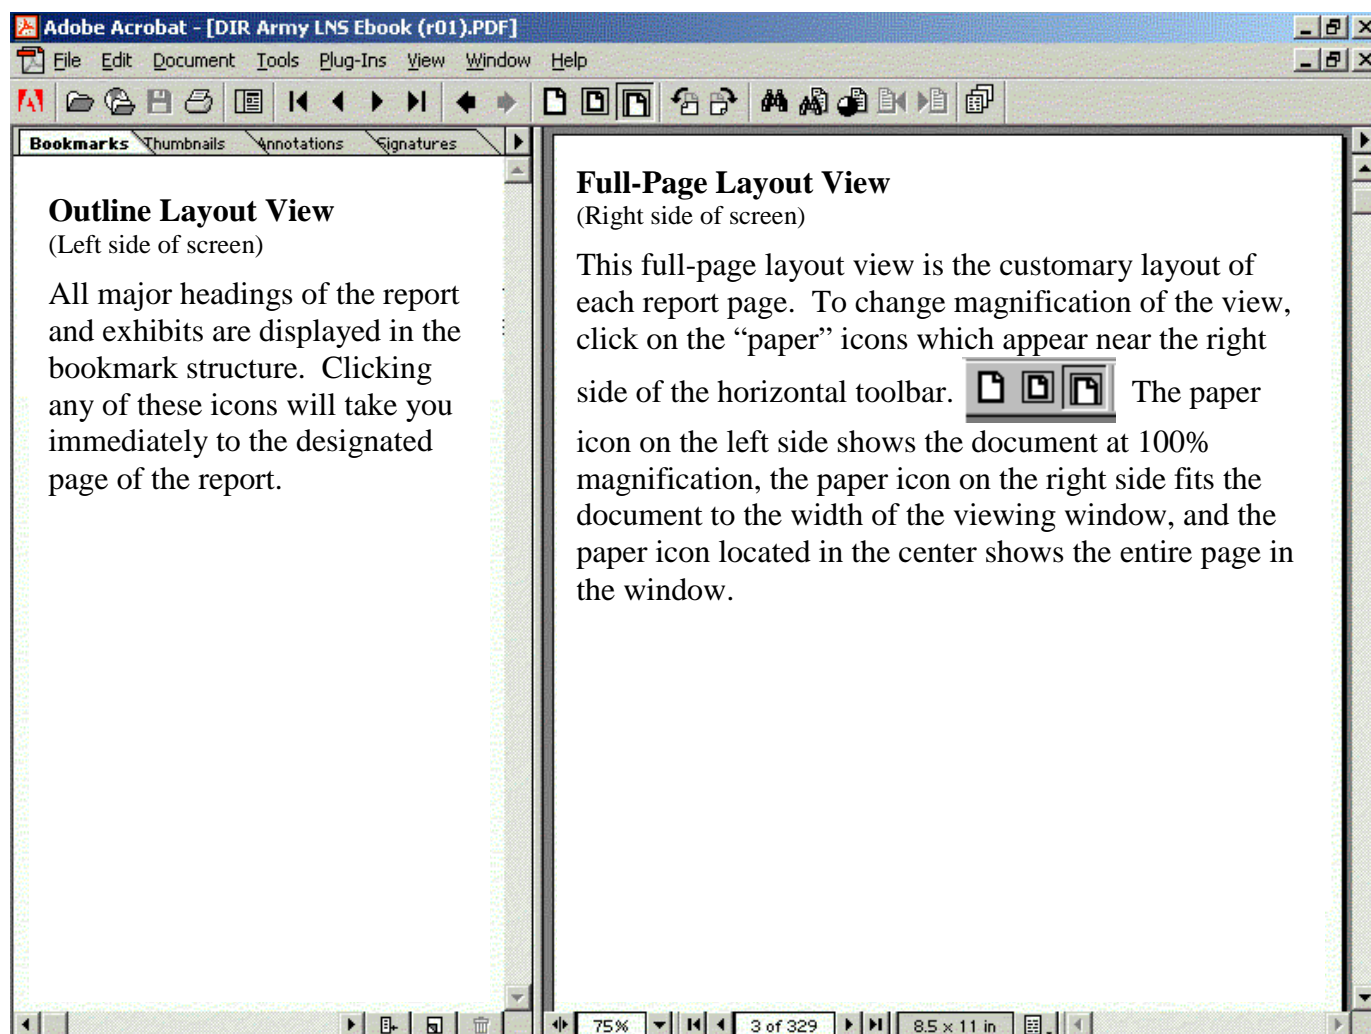 Adobe Acrobat - [DIR Army LNS Ebook (r01).PDF]
File Edit Document Tools Plug-Ins View Window Help
Bookmarks Thumbnails Annotations Signatures
Outline Layout View
(Left side of screen)
All major headings of the report
and exhibits are displayed in the
bookmark structure. Clicking
any of these icons will take you
immediately to the designated
page of the report.
Full-Page Layout View
(Right side of screen)
This full-page layout view is the customary layout of
each report page. To change magnification of the view,
click on the “paper” icons which appear near the right
side of the horizontal toolbar. The paper
icon on the left side shows the document at 100%
magnification, the paper icon on the right side fits the
document to the width of the viewing window, and the
paper icon located in the center shows the entire page in
the window.
75% 3 of 329 8.5 x 11 in